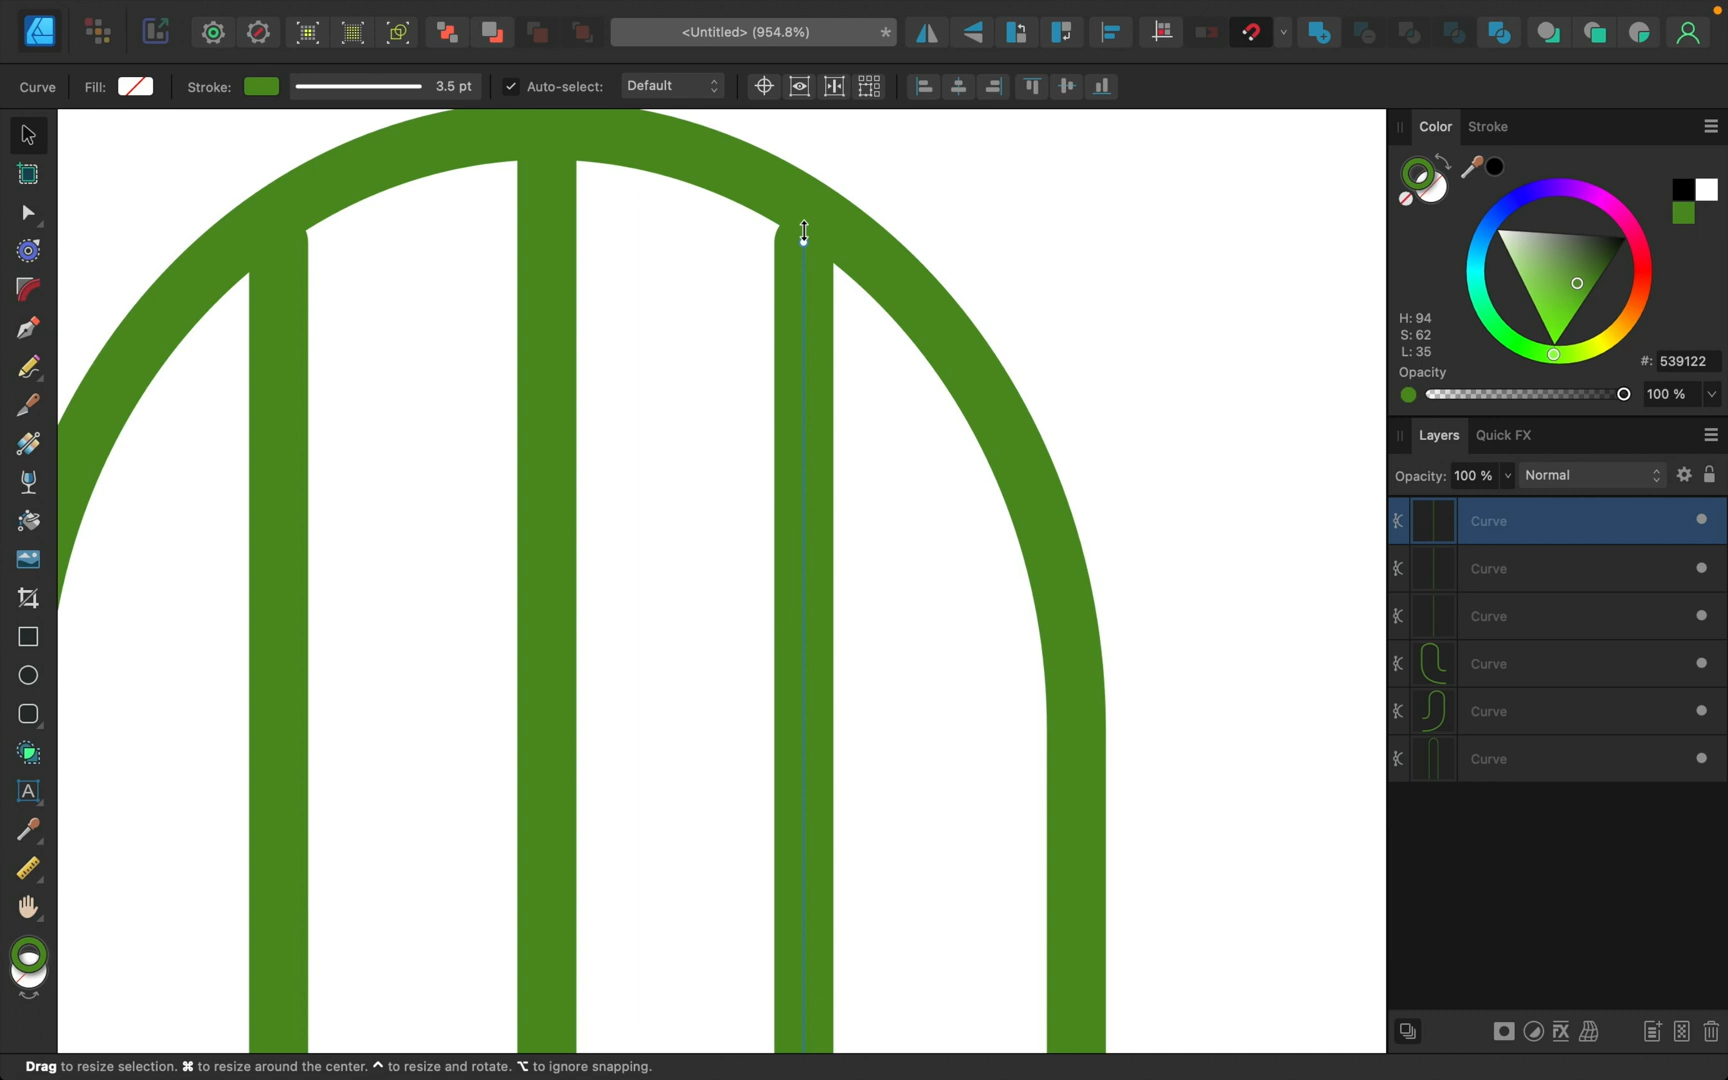 <Untitled> (954.8%)
*
Curve
Fill:
Stroke:
3.5 pt
Auto-select:
Default
Color
Stroke
H: 94
S: 62
L: 35
#: 539122
Opacity
100 %
Layers
Quick FX
Opacity: 100 %
Normal
Curve
Curve
Curve
Curve
Curve
Curve
A
FX
Drag to resize selection. ⌘ to resize around the center. ^ to resize and rotate. ⌥ to ignore snapping.